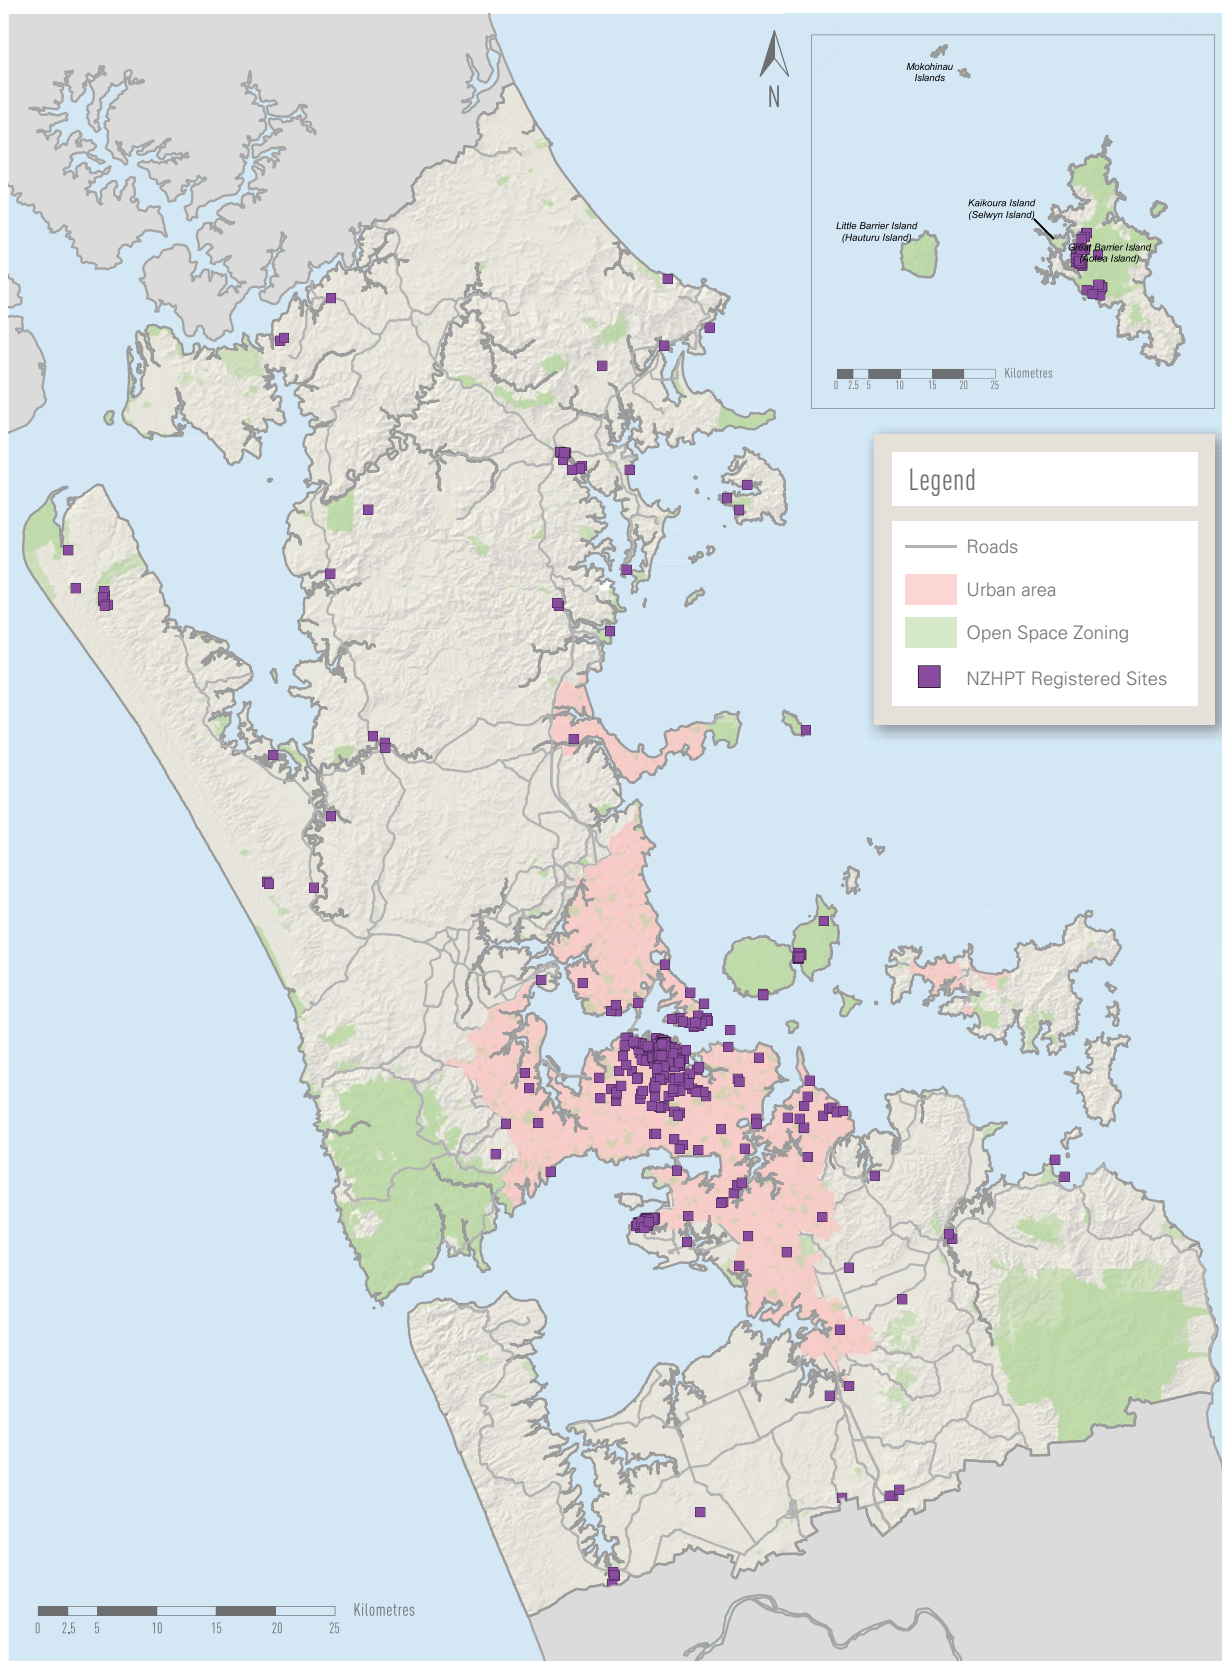 N
Mokohinau
Islands
Kaikoura Island
(Selwyn Island)
Little Barrier Island
(Hauturu Island)
Great Barrier Island
(Aotea Island)
Kilometres
0 2.5 5 10 15 20 25
Legend
Roads
Urban area
Open Space Zoning
NZHPT Registered Sites
Kilometres
0 2.5 5 10 15 20 25